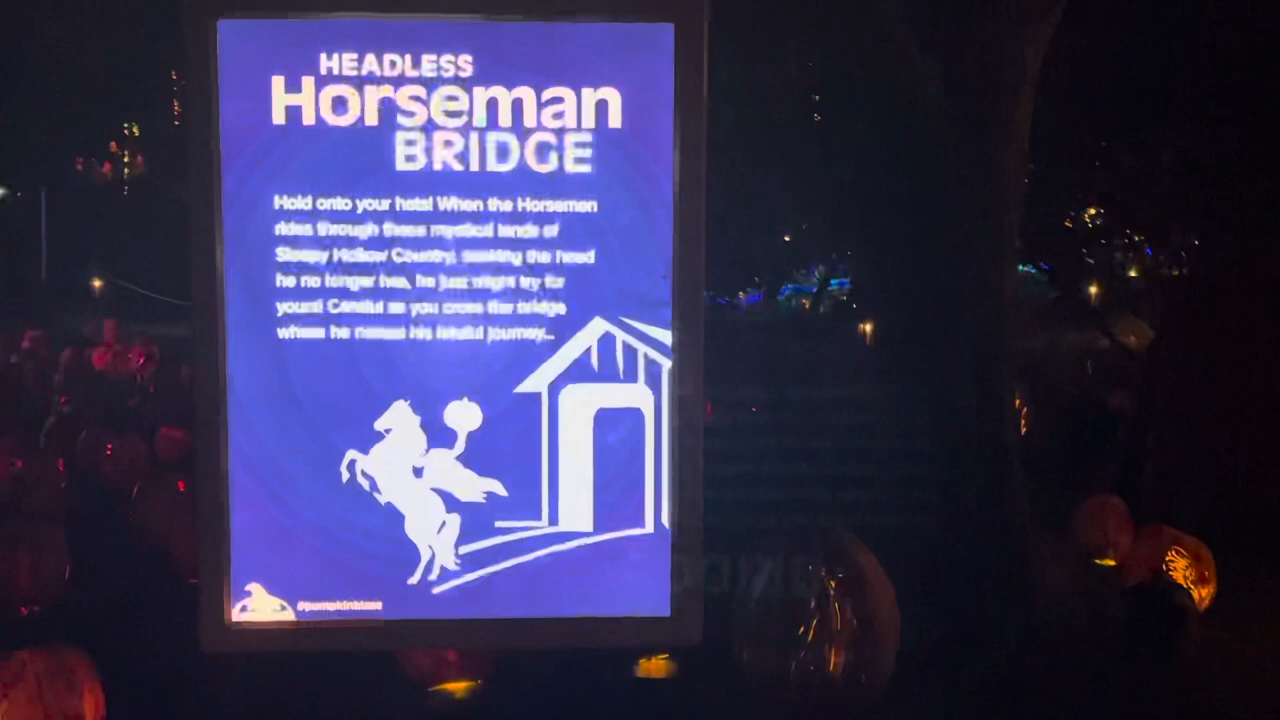 HEADLESS
Horseman
BRIDGE
Hold onto your hats! When the Horseman
rides through these mystical lands of
Sleepy Hollow Country, seeking the head
he no longer has, he just might try for
yours! Careful as you cross the bridge
where he his journey...
#pumpkinblaze